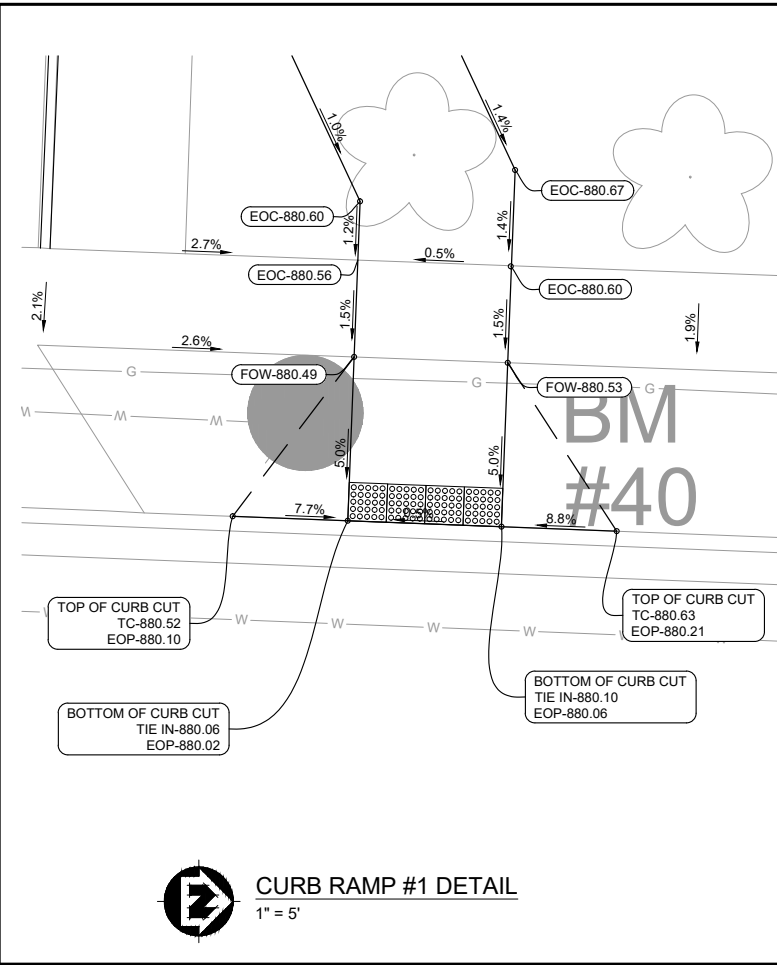 1.0%
1.4%
EOC-880.67
EOC-880.60
1.2%
1.4%
2.7%
0.5%
EOC-880.56
EOC-880.60
2.1%
1.5%
1.5%
1.9%
2.6%
G
FOW-880.49
G
FOW-880.53
G
W
W
W
W
BM
#40
5.0%
5.0%
7.7%
0.5%
8.8%
TOP OF CURB CUT
TC-880.52
EOP-880.10
W
W
W
W
W
TOP OF CURB CUT
TC-880.63
EOP-880.21
BOTTOM OF CURB CUT
TIE IN-880.06
EOP-880.02
BOTTOM OF CURB CUT
TIE IN-880.10
EOP-880.06
CURB RAMP #1 DETAIL
1" = 5'